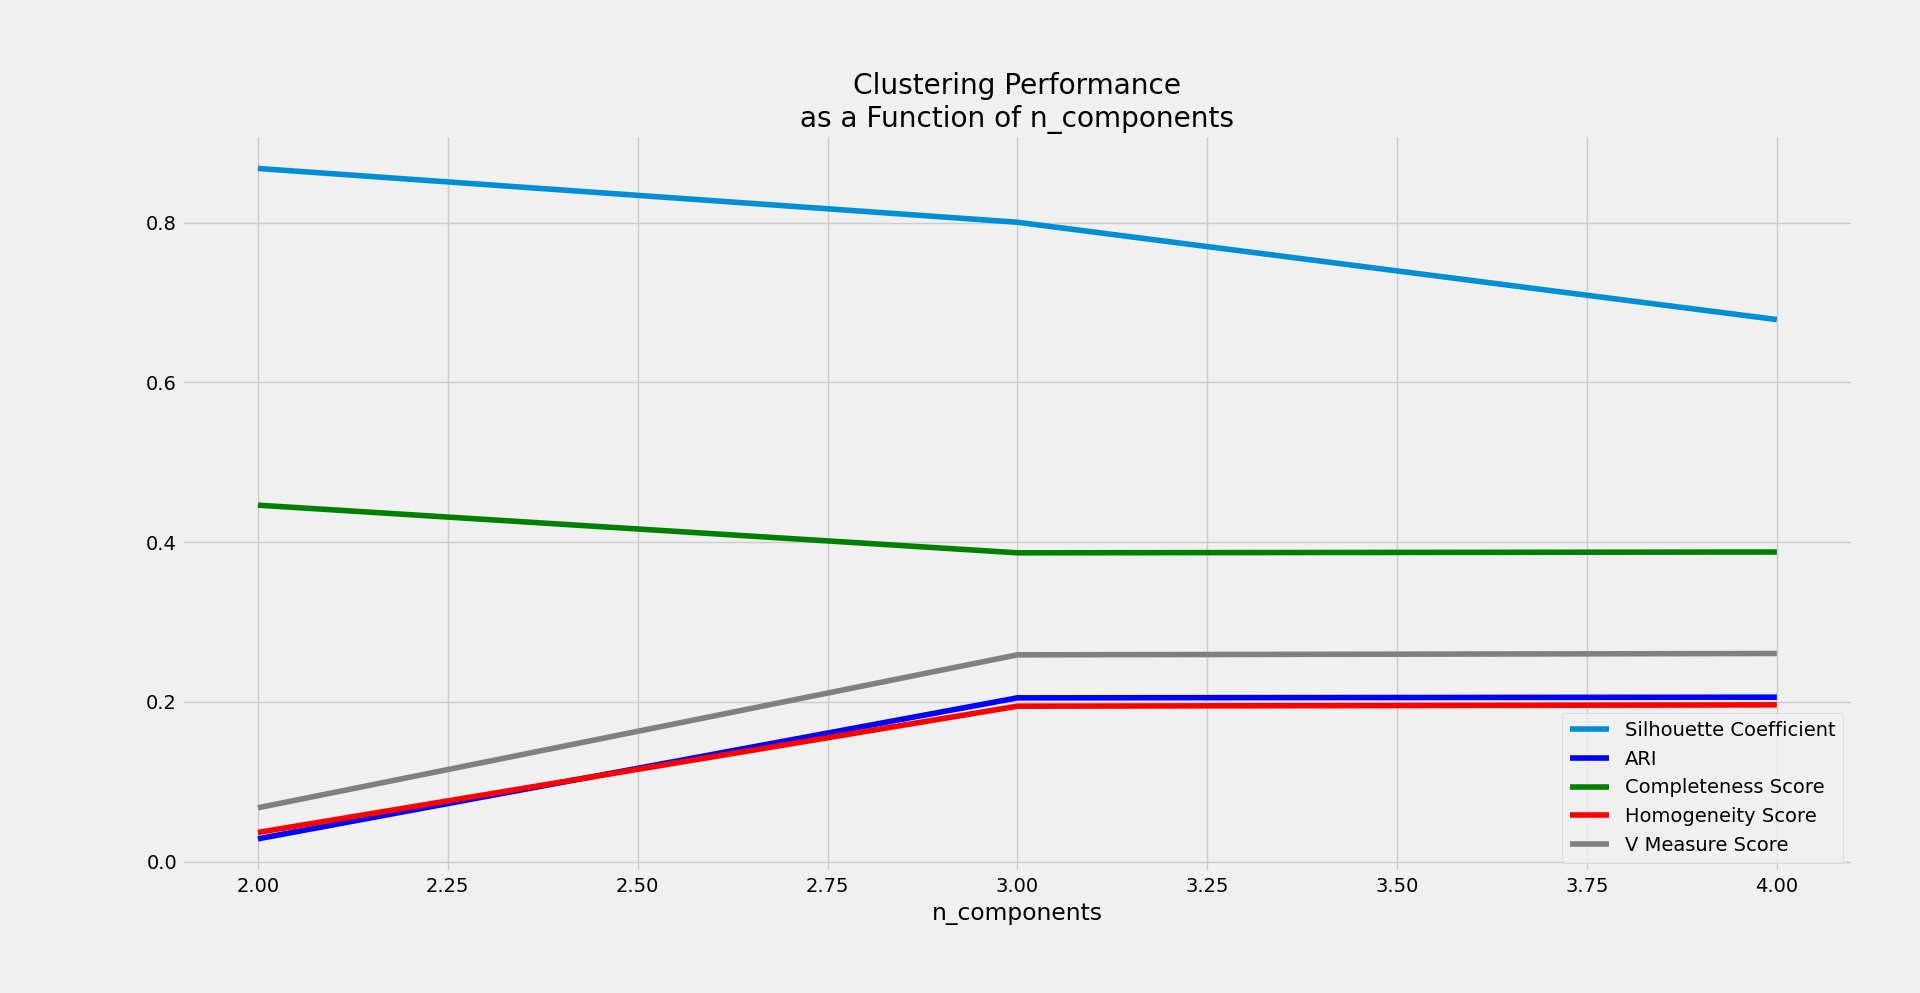 Clustering Performance
as a Function of n_components
0.8
0.6
0.4
0.2
0.0
2.00 2.25 2.50 2.75 3.00 3.25 3.50 3.75 4.00
n_components
Silhouette Coefficient
ARI
Completeness Score
Homogeneity Score
V Measure Score